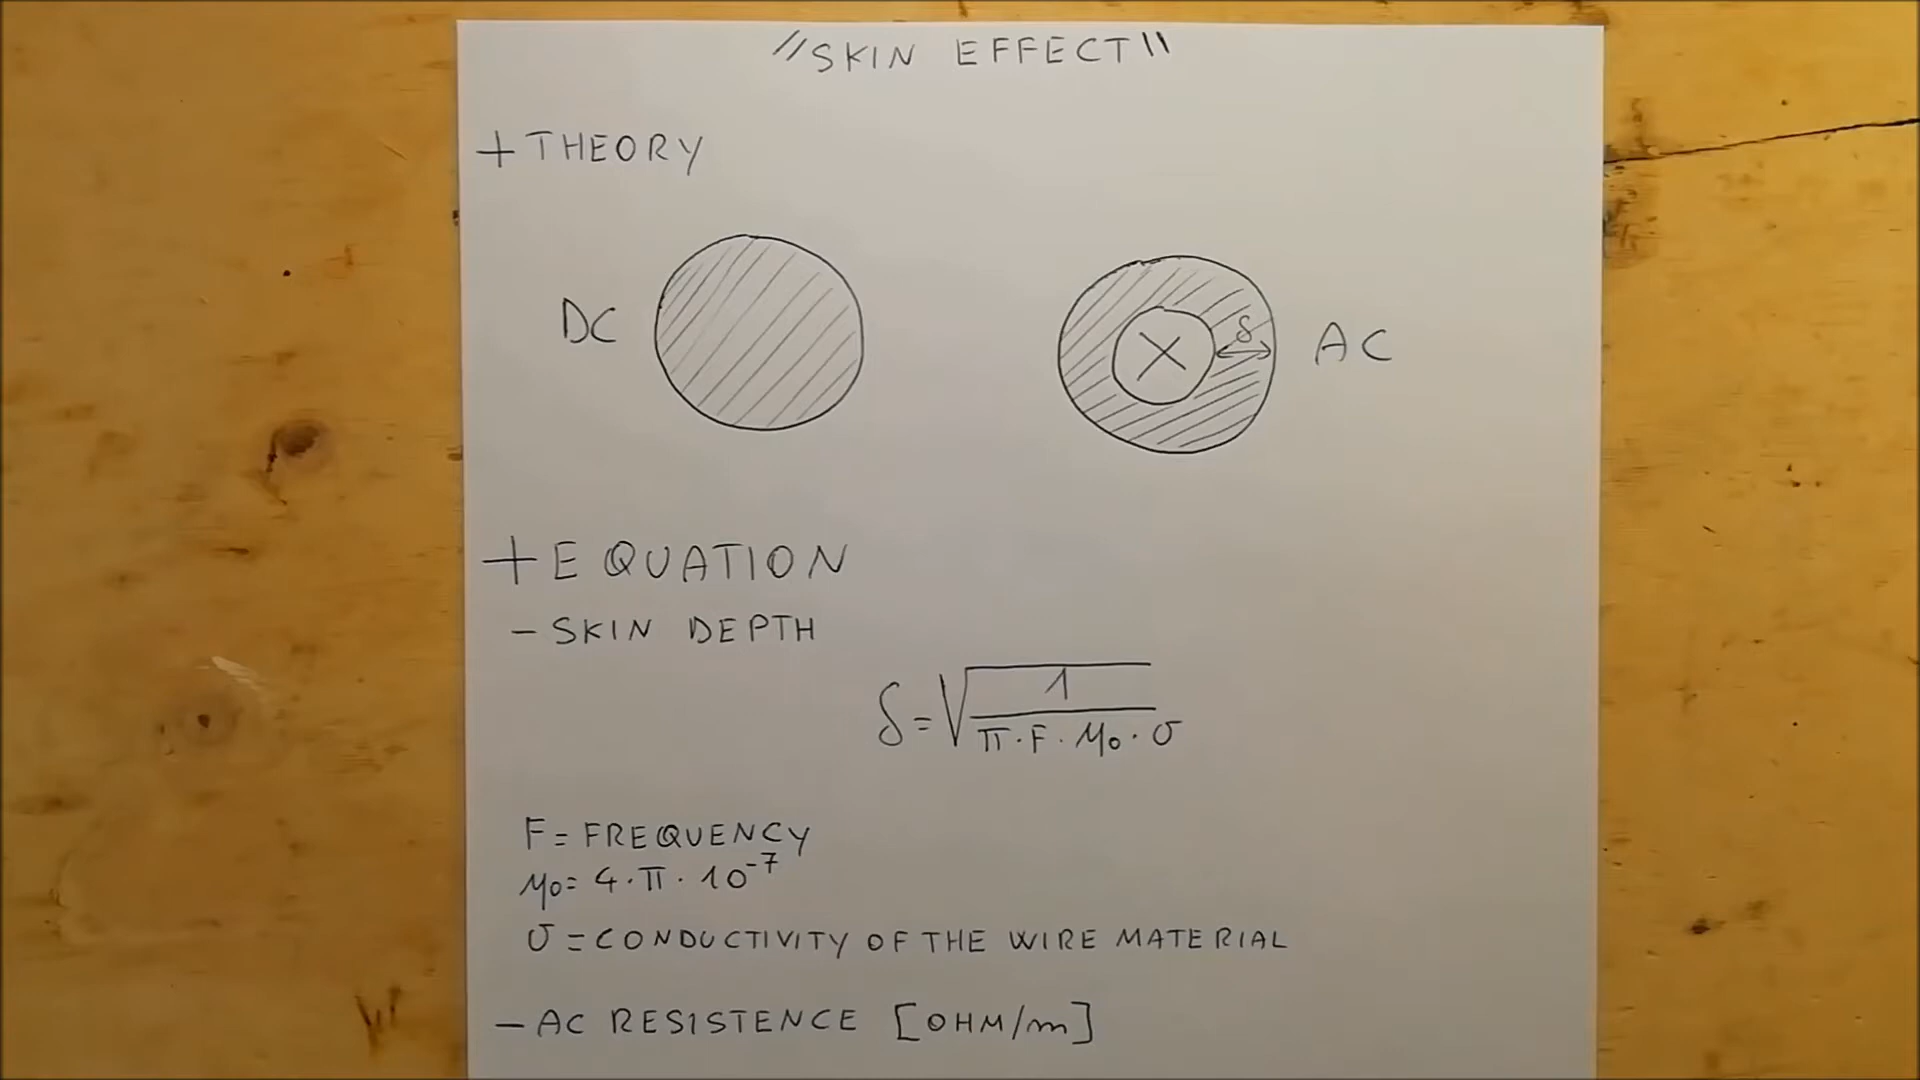 "SKIN EFFECT"
+ THEORY
DC
δ
AC
+ EQUATION
- SKIN DEPTH
δ = √(1 / (π · F · μ0 · σ))
F = FREQUENCY
μ0 = 4 · π · 10⁻⁷
σ = CONDUCTIVITY OF THE WIRE MATERIAL
- AC RESISTENCE [OHM/m]